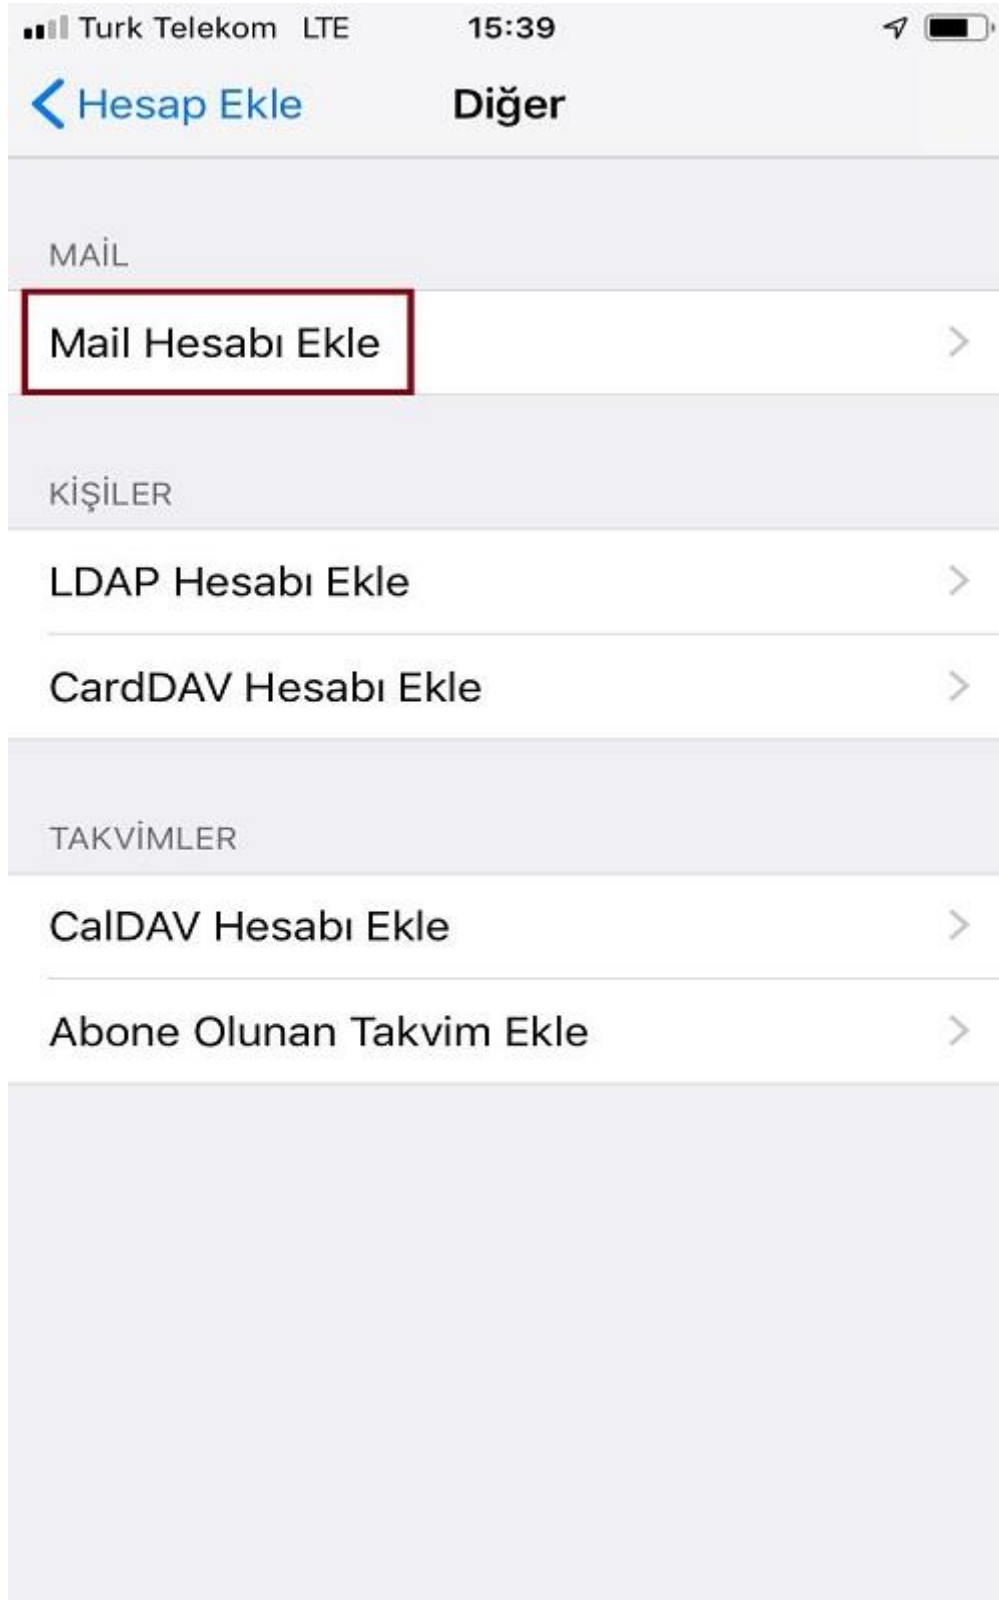 Turk Telekom LTE 15:39
Hesap Ekle Diğer
MAİL
Mail Hesabı Ekle
KİŞİLER
LDAP Hesabı Ekle
CardDAV Hesabı Ekle
TAKVİMLER
CalDAV Hesabı Ekle
Abone Olunan Takvim Ekle